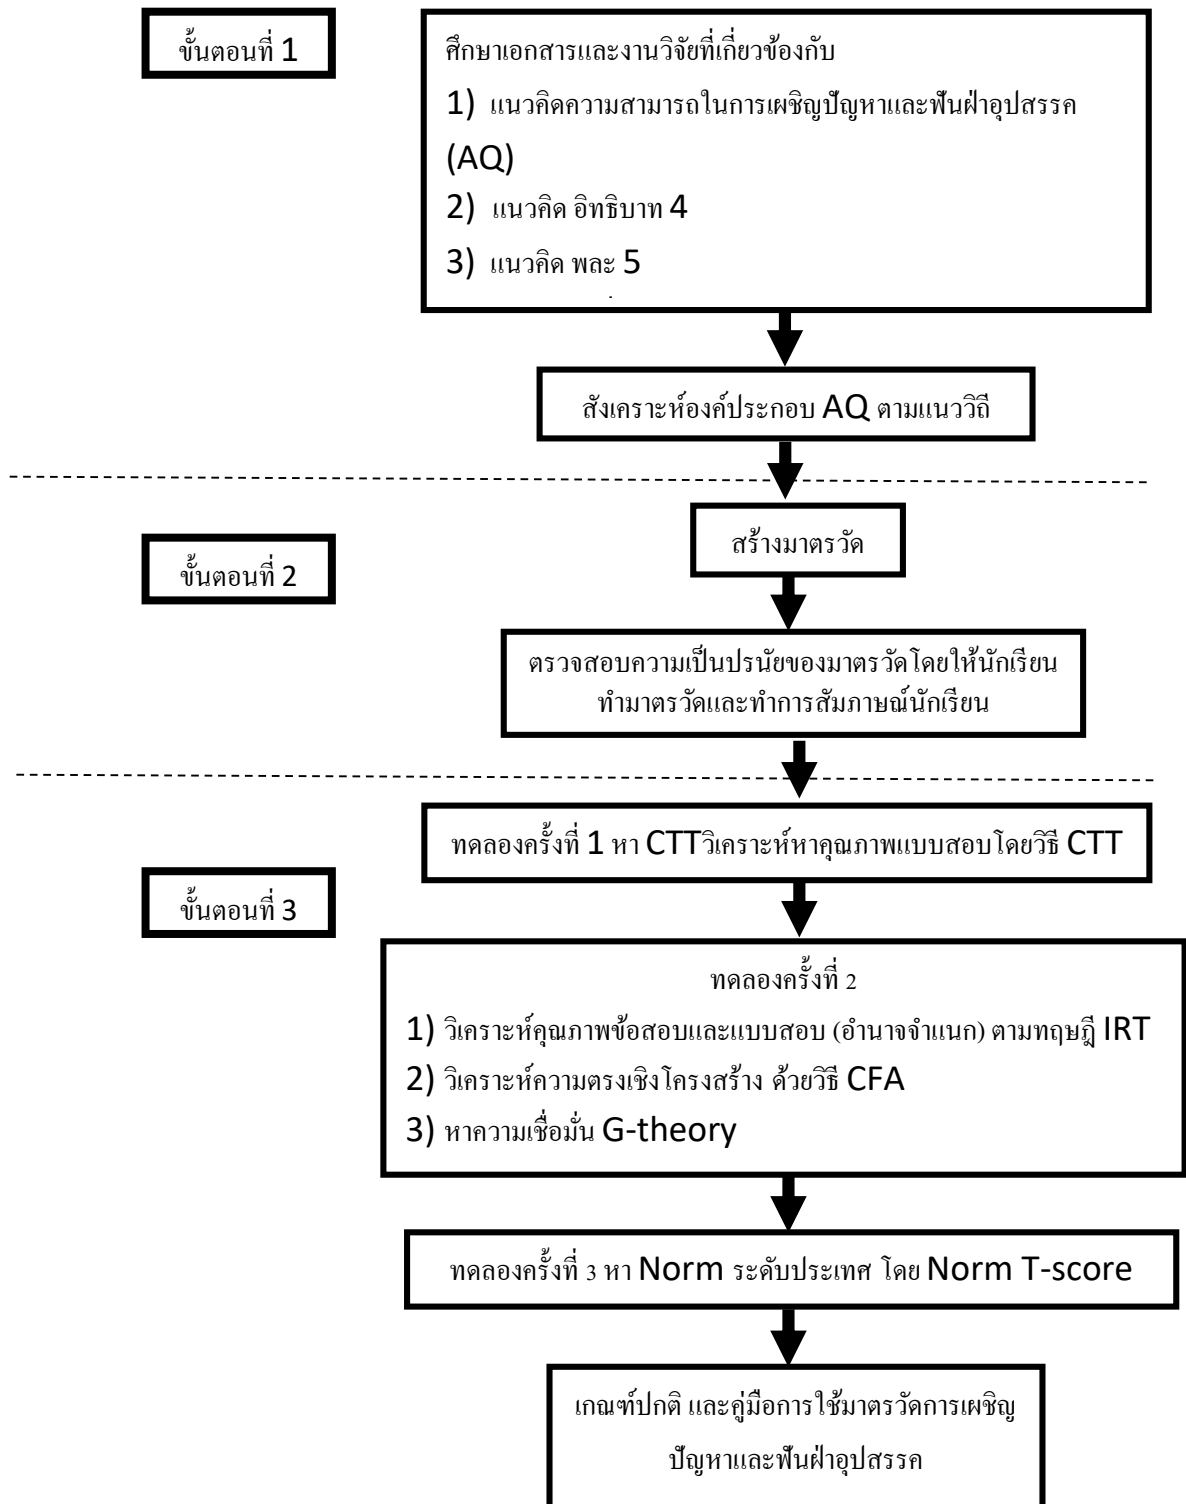 ขั้นตอนที่ 1
ศึกษาเอกสารและงานวิจัยที่เกี่ยวข้องกับ
1) แนวคิดความสามารถในการเผชิญปัญหาและฟันฝ่าอุปสรรค
(AQ)
2) แนวคิด อิทธิบาท 4
3) แนวคิด พละ 5
สังเคราะห์องค์ประกอบ AQ ตามแนววิถี
สร้างมาตรวัด
ขั้นตอนที่ 2
ตรวจสอบความเป็นปรนัยของมาตรวัดโดยให้นักเรียน
ทำมาตรวัดและทำการสัมภาษณ์นักเรียน
ทดลองครั้งที่ 1 หา CTTวิเคราะห์หาคุณภาพแบบสอบโดยวิธี CTT
ขั้นตอนที่ 3
ทดลองครั้งที่ 2
1) วิเคราะห์คุณภาพข้อสอบและแบบสอบ (อำนาจจำแนก) ตามทฤษฎี IRT
2) วิเคราะห์ความตรงเชิงโครงสร้าง ด้วยวิธี CFA
3) หาความเชื่อมั่น G-theory
ทดลองครั้งที่ 3 หา Norm ระดับประเทศ โดย Norm T-score
เกณฑ์ปกติ และคู่มือการใช้มาตรวัดการเผชิญ
ปัญหาและฟันฝ่าอุปสรรค